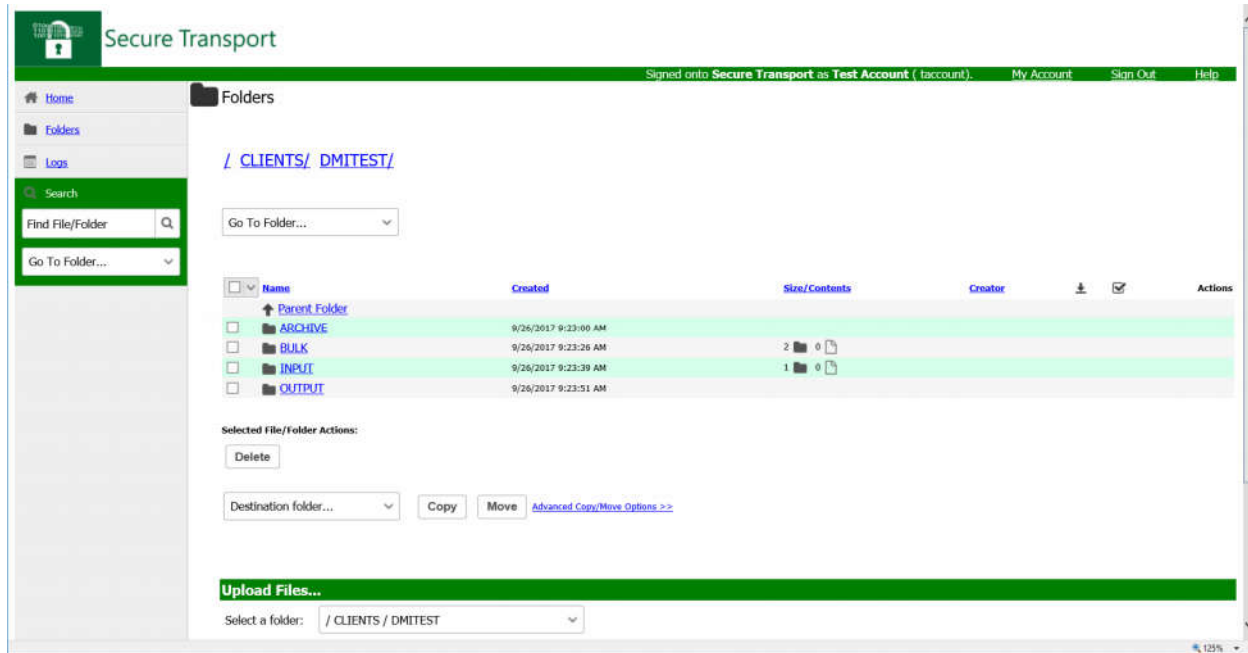 Secure Transport
Signed onto Secure Transport as Test Account ( taccount). My Account Sign Out Help
Home
Folders
Logs
Search
Find File/Folder
Go To Folder...
Folders
/ CLIENTS/ DMITEST/
Go To Folder...
Name Created Size/Contents Creator Actions
Parent Folder
ARCHIVE 9/26/2017 9:23:00 AM
BULK 9/26/2017 9:23:26 AM 2 0
INPUT 9/26/2017 9:23:39 AM 1 0
OUTPUT 9/26/2017 9:23:51 AM
Selected File/Folder Actions:
Delete
Destination folder... Copy Move Advanced Copy/Move Options >>
Upload Files...
Select a folder: / CLIENTS / DMITEST
125%